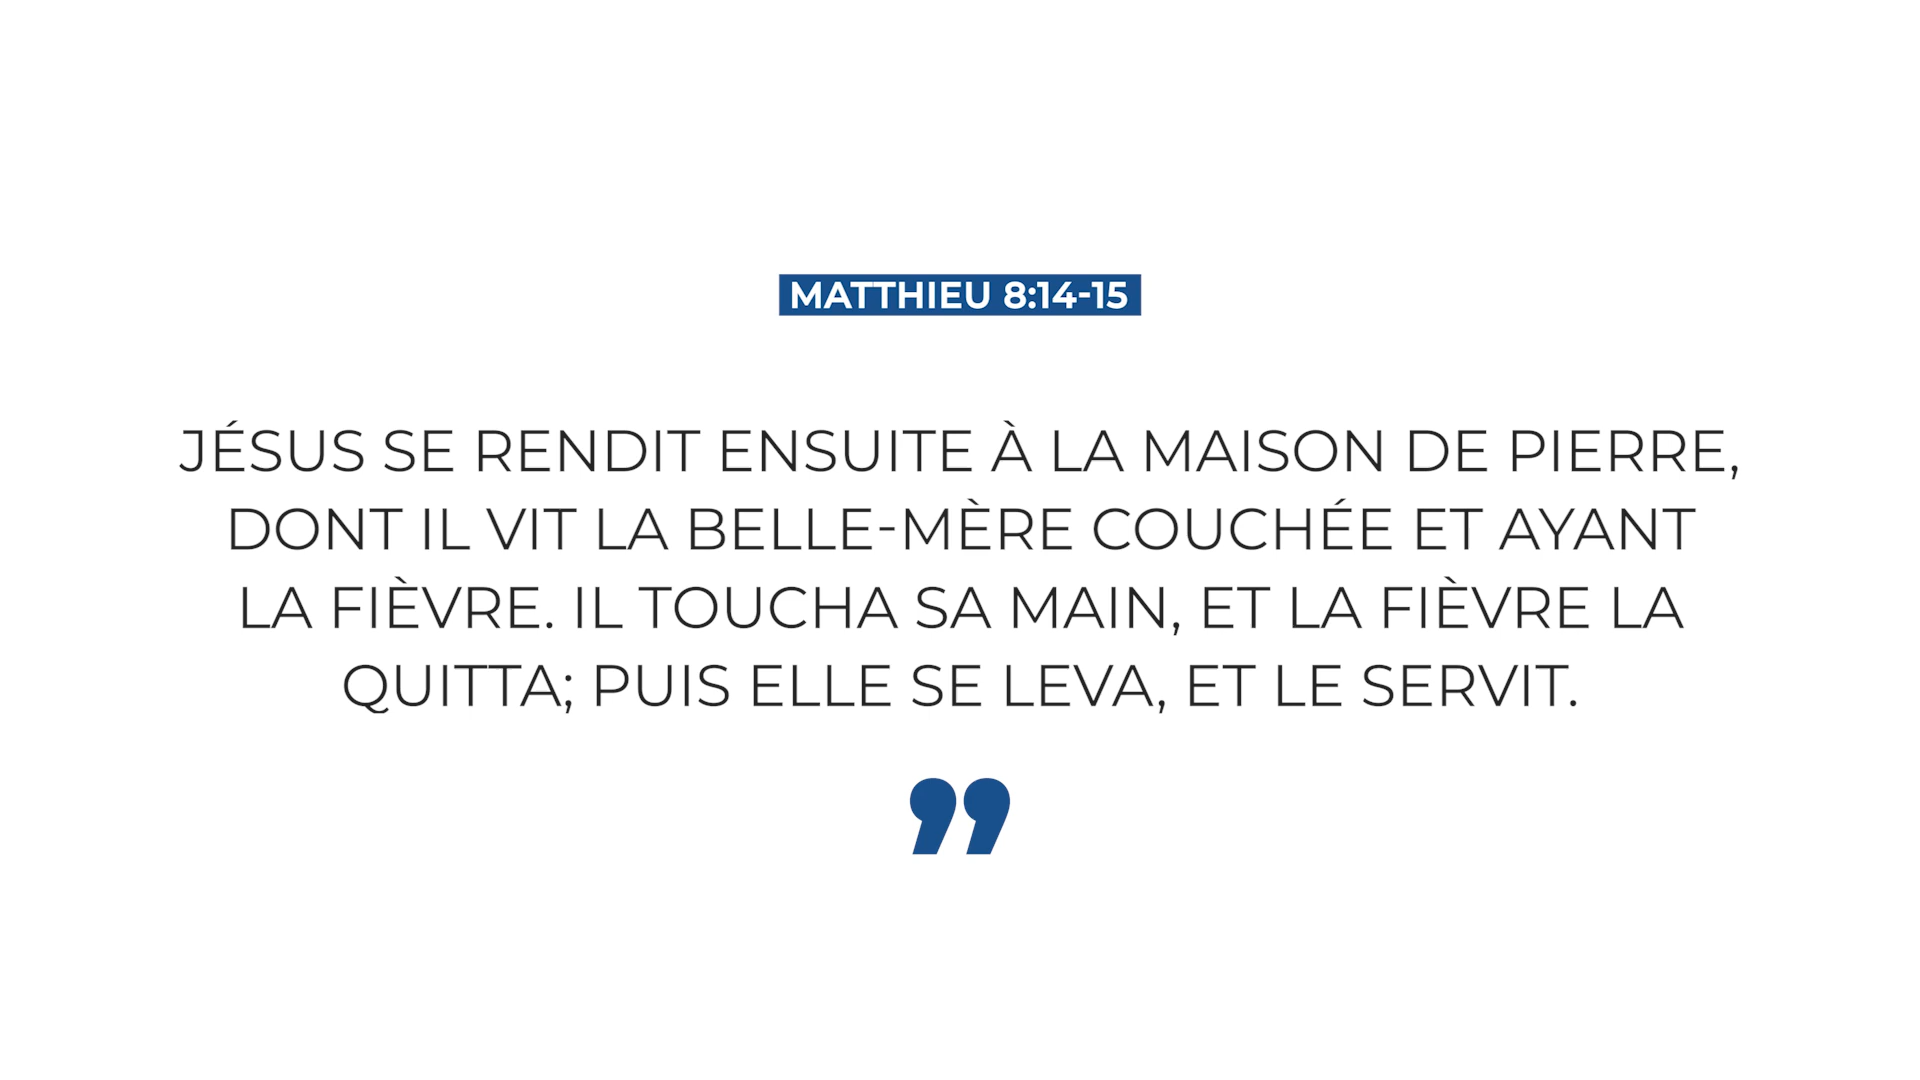 MATTHIEU 8:14-15
JÉSUS SE RENDIT ENSUITE À LA MAISON DE PIERRE,
DONT IL VIT LA BELLE-MÈRE COUCHÉE ET AYANT
LA FIÈVRE. IL TOUCHA SA MAIN, ET LA FIÈVRE LA
QUITTA; PUIS ELLE SE LEVA, ET LE SERVIT.
”